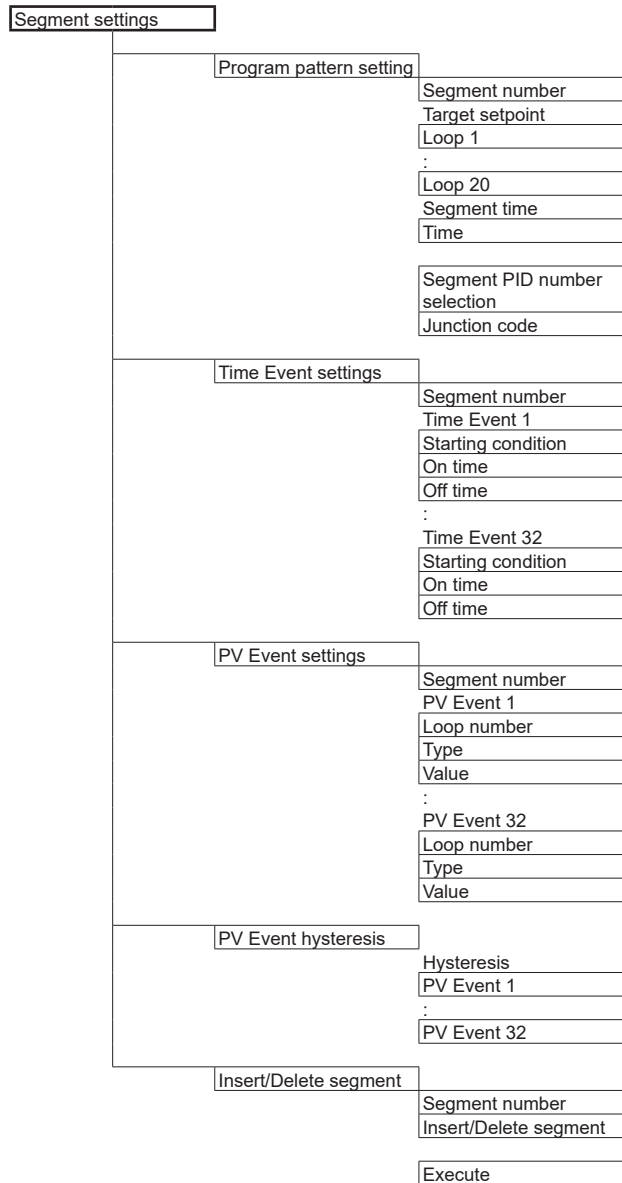 Segment settings
Program pattern setting
Segment number
Target setpoint
Loop 1
:
Loop 20
Segment time
Time
Segment PID number
selection
Junction code
Time Event settings
Segment number
Time Event 1
Starting condition
On time
Off time
:
Time Event 32
Starting condition
On time
Off time
PV Event settings
Segment number
PV Event 1
Loop number
Type
Value
:
PV Event 32
Loop number
Type
Value
PV Event hysteresis
Hysteresis
PV Event 1
:
PV Event 32
Insert/Delete segment
Segment number
Insert/Delete segment
Execute